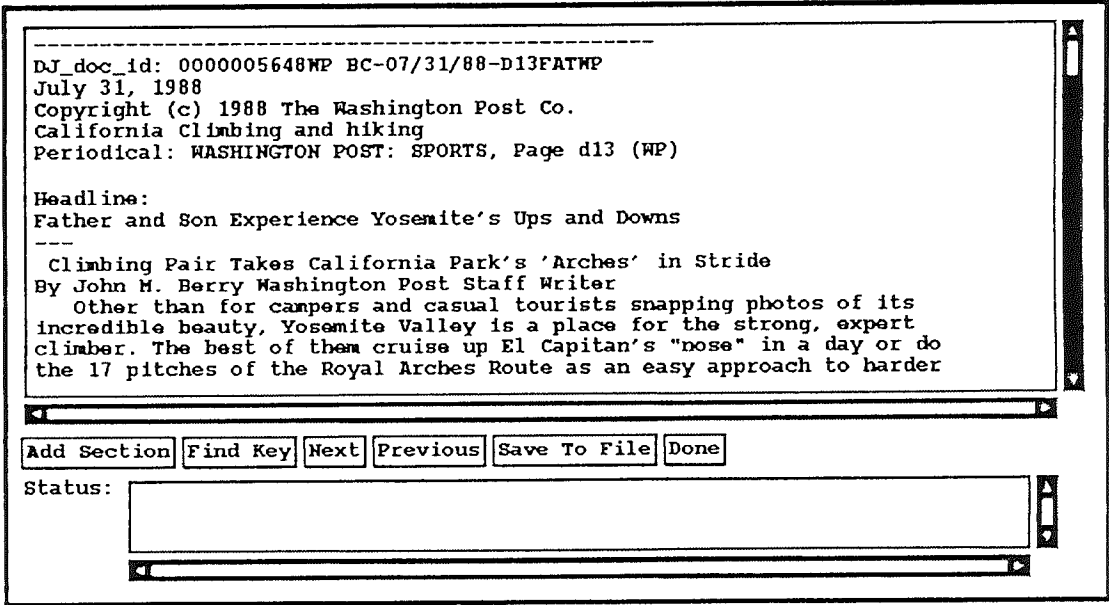 --------------------------------------------------
DJ_doc_id: 0000005648WP BC-07/31/88-D13FATWP
July 31, 1988
Copyright (c) 1988 The Washington Post Co.
California Climbing and hiking
Periodical: WASHINGTON POST: SPORTS, Page d13 (WP)
Headline:
Father and Son Experience Yosemite's Ups and Downs
---
Climbing Pair Takes California Park's 'Arches' in Stride
By John M. Berry Washington Post Staff Writer
Other than for campers and casual tourists snapping photos of its
incredible beauty, Yosemite Valley is a place for the strong, expert
climber. The best of them cruise up El Capitan's "nose" in a day or do
the 17 pitches of the Royal Arches Route as an easy approach to harder
Add Section Find Key Next Previous Save To File Done
Status: